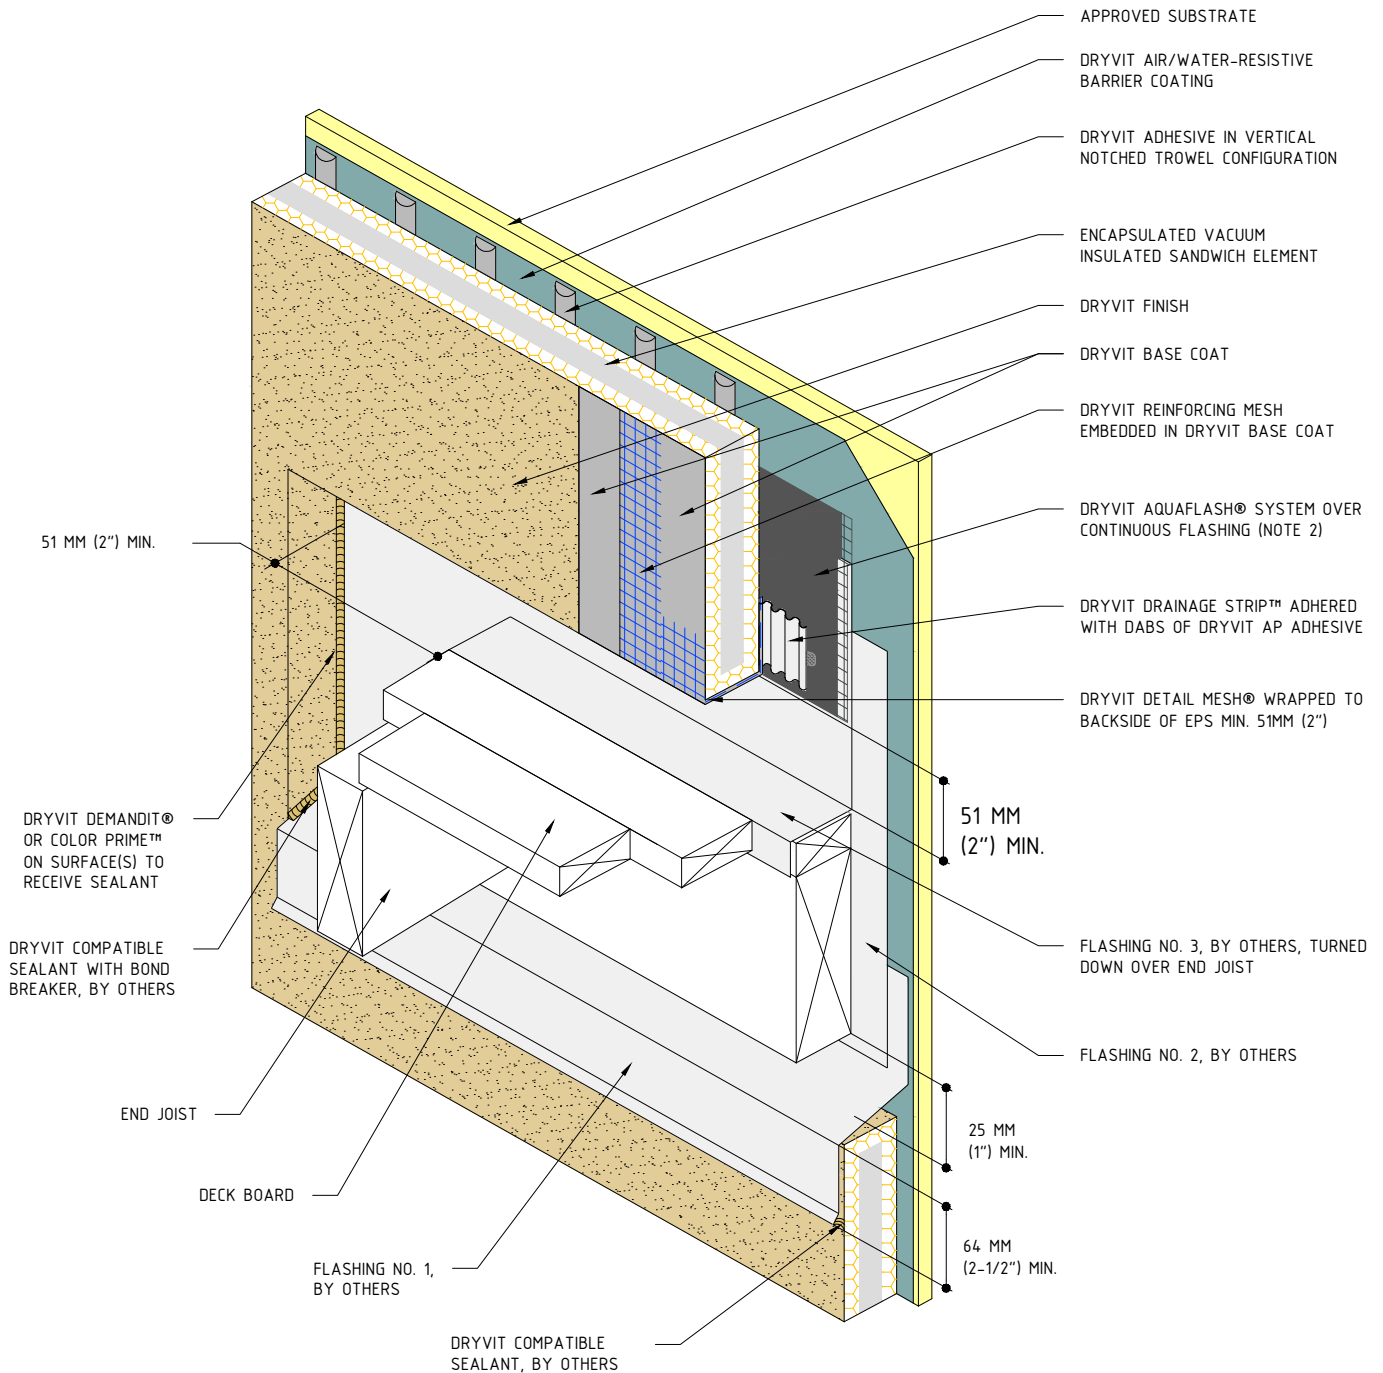 APPROVED SUBSTRATE
DRYVIT AIR/WATER-RESISTIVE
BARRIER COATING
DRYVIT ADHESIVE IN VERTICAL
NOTCHED TROWEL CONFIGURATION
ENCAPSULATED VACUUM
INSULATED SANDWICH ELEMENT
DRYVIT FINISH
DRYVIT BASE COAT
DRYVIT REINFORCING MESH
EMBEDDED IN DRYVIT BASE COAT
DRYVIT AQUAFLASH® SYSTEM OVER
CONTINUOUS FLASHING (NOTE 2)
DRYVIT DRAINAGE STRIP™ ADHERED
WITH DABS OF DRYVIT AP ADHESIVE
DRYVIT DETAIL MESH® WRAPPED TO
BACKSIDE OF EPS MIN. 51MM (2")
51 MM
(2") MIN.
FLASHING NO. 3, BY OTHERS, TURNED
DOWN OVER END JOIST
FLASHING NO. 2, BY OTHERS
25 MM
(1") MIN.
64 MM
(2-1/2") MIN.
51 MM (2") MIN.
DRYVIT DEMANDIT®
OR COLOR PRIME™
ON SURFACE(S) TO
RECEIVE SEALANT
DRYVIT COMPATIBLE
SEALANT WITH BOND
BREAKER, BY OTHERS
END JOIST
DECK BOARD
FLASHING NO. 1,
BY OTHERS
DRYVIT COMPATIBLE
SEALANT, BY OTHERS